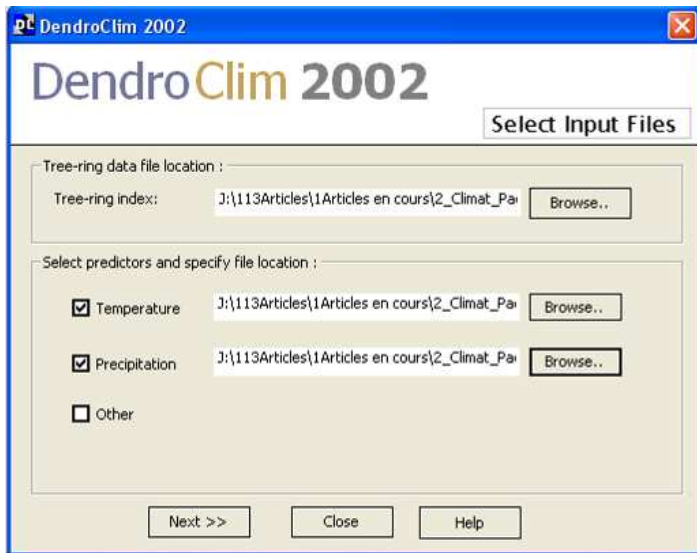 DendroClim 2002
DendroClim 2002
Select Input Files
Tree-ring data file location :
Tree-ring index: J:\113Articles\1Articles en cours\2_Climat_Pa Browse..
Select predictors and specify file location :
Temperature J:\113Articles\1Articles en cours\2_Climat_Pa Browse..
Precipitation J:\113Articles\1Articles en cours\2_Climat_Pa Browse..
Other
Next >> Close Help